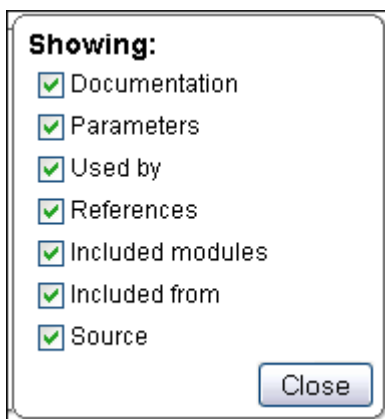 Showing:
Documentation
Parameters
Used by
References
Included modules
Included from
Source
Close